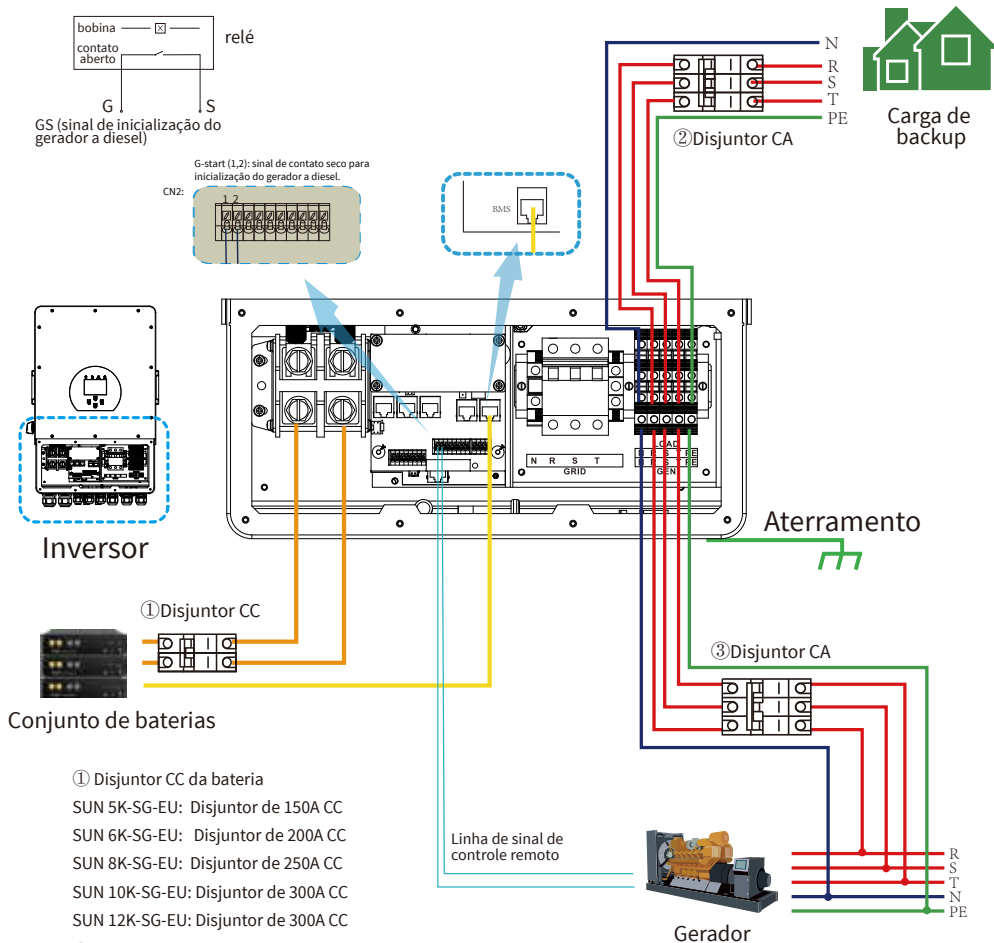 bobina
contato
aberto
relé
G
S
GS (sinal de inicialização do
gerador a diesel)
G-start (1,2): sinal de contato seco para
inicialização do gerador a diesel.
CN2:
1 2
BMS
N
R
S
T
PE
②Disjuntor CA
Carga de
backup
LOAD
N R S T PE
N R S T PE
GEN
N R S T
GRID
Inversor
Aterramento
①Disjuntor CC
Conjunto de baterias
③Disjuntor CA
① Disjuntor CC da bateria
SUN 5K-SG-EU: Disjuntor de 150A CC
SUN 6K-SG-EU: Disjuntor de 200A CC
SUN 8K-SG-EU: Disjuntor de 250A CC
SUN 10K-SG-EU: Disjuntor de 300A CC
SUN 12K-SG-EU: Disjuntor de 300A CC
Linha de sinal de
controle remoto
R
S
T
N
PE
Gerador